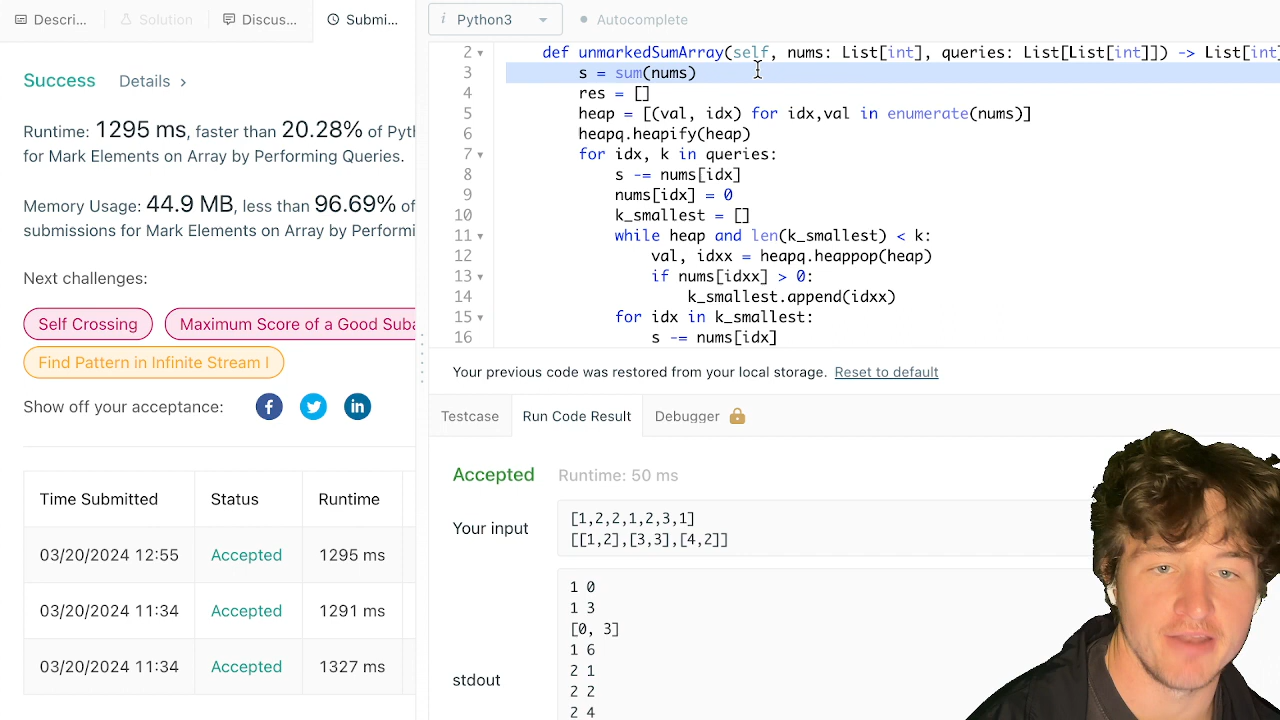 Descri...
Solution
Discus...
Submi...
Success
Details >
Runtime: 1295 ms, faster than 20.28% of Pyt
for Mark Elements on Array by Performing Queries.
Memory Usage: 44.9 MB, less than 96.69% of
submissions for Mark Elements on Array by Performi
Next challenges:
Self Crossing
Maximum Score of a Good Suba
Find Pattern in Infinite Stream I
Show off your acceptance:
Time Submitted Status Runtime
03/20/2024 12:55 Accepted 1295 ms
03/20/2024 11:34 Accepted 1291 ms
03/20/2024 11:34 Accepted 1327 ms
i Python3
Autocomplete
2 def unmarkedSumArray(self, nums: List[int], queries: List[List[int]]) -> List[int
3 s = sum(nums)
4 res = []
5 heap = [(val, idx) for idx,val in enumerate(nums)]
6 heapq.heapify(heap)
7 for idx, k in queries:
8 s -= nums[idx]
9 nums[idx] = 0
10 k_smallest = []
11 while heap and len(k_smallest) < k:
12 val, idxx = heapq.heappop(heap)
13 if nums[idxx] > 0:
14 k_smallest.append(idxx)
15 for idx in k_smallest:
16 s -= nums[idx]
Your previous code was restored from your local storage. Reset to default
Testcase
Run Code Result
Debugger
Accepted Runtime: 50 ms
Your input
[1,2,2,1,2,3,1]
[[1,2],[3,3],[4,2]]
stdout
1 0
1 3
[0, 3]
1 6
2 1
2 2
2 4